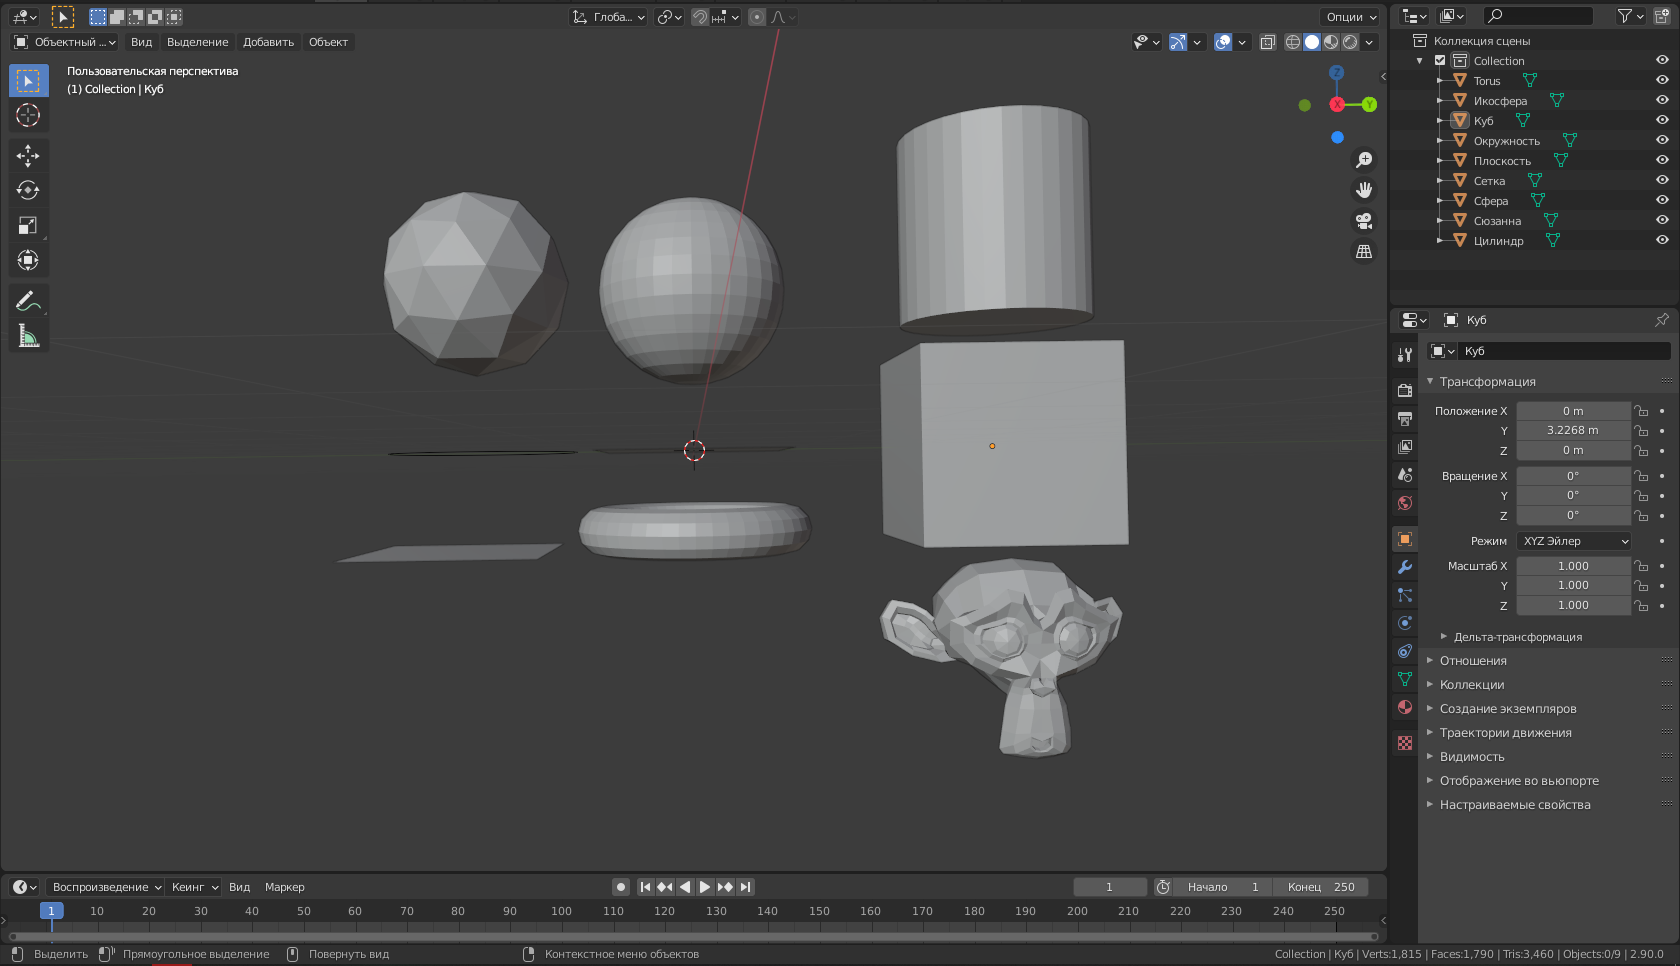 Глоба...
Опции
Объектный ...
Вид
Выделение
Добавить
Объект
Пользовательская перспектива
(1) Collection | Куб
Z
X
Y
Коллекция сцены
Collection
Torus
Икосфера
Куб
Окружность
Плоскость
Сетка
Сфера
Сюзанна
Цилиндр
Куб
Куб
Трансформация
Положение X 0 m
Y 3.2268 m
Z 0 m
Вращение X 0°
Y 0°
Z 0°
Режим XYZ Эйлер
Масштаб X 1.000
Y 1.000
Z 1.000
Дельта-трансформация
Отношения
Коллекции
Создание экземпляров
Траектории движения
Видимость
Отображение во вьюпорте
Настраиваемые свойства
Воспроизведение
Кеинг
Вид
Маркер
1
Начало 1
Конец 250
1 10 20 30 40 50 60 70 80 90 100 110 120 130 140 150 160 170 180 190 200 210 220 230 240 250
Выделить
Прямоугольное выделение
Повернуть вид
Контекстное меню объектов
Collection | Куб | Verts:1,815 | Faces:1,790 | Tris:3,460 | Objects:0/9 | 2.90.0